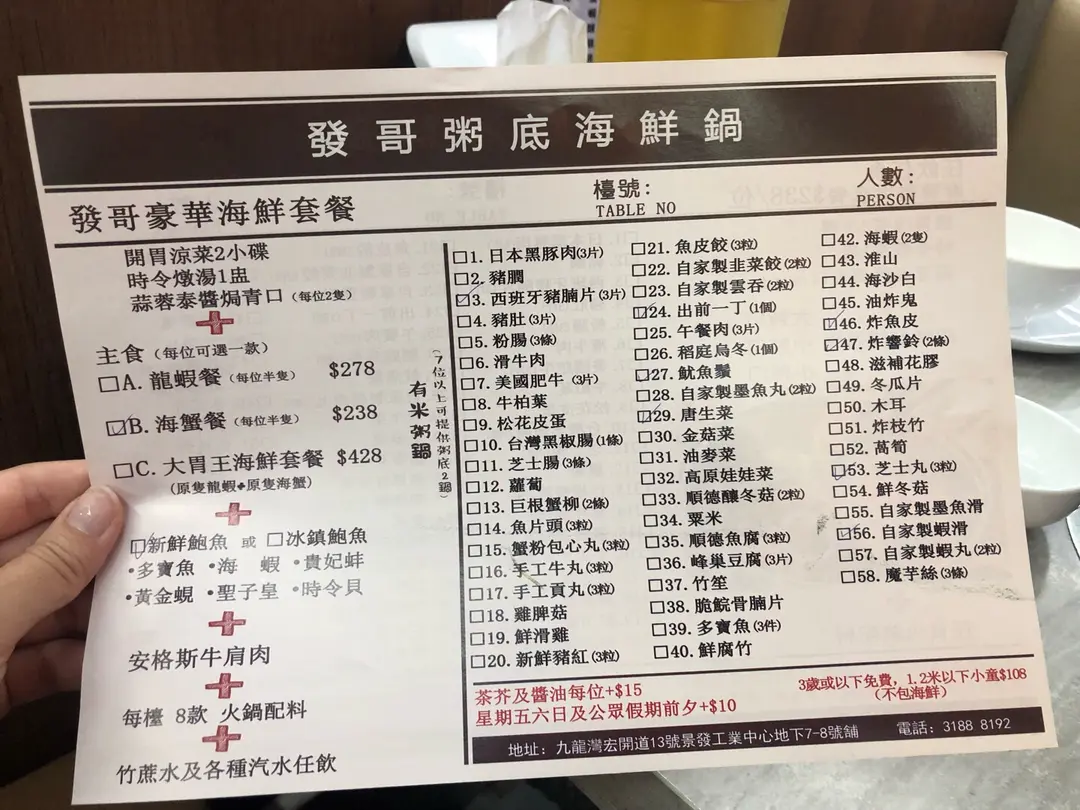 發哥粥底海鮮鍋
發哥豪華海鮮套餐
檯號：
TABLE NO
人數：
PERSON
開胃涼菜2小碟
時令燉湯1盅
蒜蓉泰醬焗青口（每位2隻）
主食（每位可選一款）
A. 龍蝦餐（每位半隻） $278
B. 海蟹餐（每位半隻） $238
C. 大胃王海鮮套餐 $428
（原隻龍蝦+原隻海蟹）
新鮮鮑魚 或 冰鎮鮑魚
•多寶魚 •海 蝦 •貴妃蚌
•黃金蜆 •聖子皇 •時令貝
安格斯牛肩肉
每檯 8款 火鍋配料
竹蔗水及各種汽水任飲
有米粥鍋
7位以上可提供粥底2鍋）
1. 日本黑豚肉(3片)
2. 豬膶
3. 西班牙豬腩片(3片)
4. 豬肚(3片)
5. 粉腸(3條)
6. 滑牛肉
7. 美國肥牛(3片)
8. 牛柏葉
9. 松花皮蛋
10. 台灣黑椒腸(1條)
11. 芝士腸(3條)
12. 蘿蔔
13. 巨根蟹柳(2條)
14. 魚片頭(3粒)
15. 蟹粉包心丸(3粒)
16. 手工牛丸(3粒)
17. 手工貢丸(3粒)
18. 雞脾菇
19. 鮮滑雞
20. 新鮮豬紅(3粒)
21. 魚皮餃(3粒)
22. 自家製韭菜餃(2粒)
23. 自家製雲吞(2粒)
24. 出前一丁(1個)
25. 午餐肉(3片)
26. 稻庭烏冬(1個)
27. 魷魚鬚
28. 自家製墨魚丸(2粒)
29. 唐生菜
30. 金菇菜
31. 油麥菜
32. 高原娃娃菜
33. 順德釀冬菇(2粒)
34. 粟米
35. 順德魚腐(3粒)
36. 峰巢豆腐(3片)
37. 竹笙
38. 脆鯇骨腩片
39. 多寶魚(3件)
40. 鮮腐竹
42. 海蝦(2隻)
43. 淮山
44. 海沙白
45. 油炸鬼
46. 炸魚皮
47. 炸響鈴(2條)
48. 滋補花膠
49. 冬瓜片
50. 木耳
51. 炸枝竹
52. 萵筍
53. 芝士丸(3粒)
54. 鮮冬菇
55. 自家製墨魚滑
56. 自家製蝦滑
57. 自家製蝦丸(2粒)
58. 魔芋絲(3條)
茶芥及醬油每位+$15
星期五六日及公眾假期前夕+$10
3歲或以下免費，1.2米以下小童$108
（不包海鮮）
地址：九龍灣宏開道13號景發工業中心地下7-8號舖 電話：3188 8192